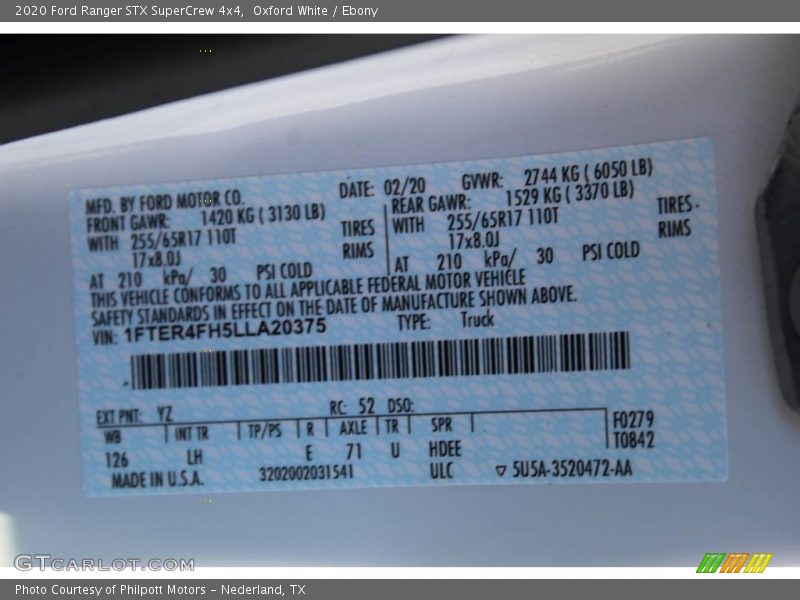 2020 Ford Ranger STX SuperCrew 4x4,  Oxford White / Ebony
MFD. BY FORD MOTOR CO. DATE: 02/20 GVWR: 2744 KG ( 6050 LB)
FRONT GAWR: 1420 KG ( 3130 LB) REAR GAWR: 1529 KG ( 3370 LB)
WITH 255/65R17 110T TIRES WITH 255/65R17 110T TIRES
17x8.0J RIMS 17x8.0J RIMS
AT 210 kPa/ 30 PSI COLD AT 210 kPa/ 30 PSI COLD
THIS VEHICLE CONFORMS TO ALL APPLICABLE FEDERAL MOTOR VEHICLE
SAFETY STANDARDS IN EFFECT ON THE DATE OF MANUFACTURE SHOWN ABOVE.
VIN: 1FTER4FH5LLA20375 TYPE: Truck
EXT PNT: YZ RC: 52 DSO:
WB INT TR TP/PS R AXLE TR SPR F0279
126 LH E 71 U HDEE T0842
MADE IN U.S.A. 3202002031541 ULC ▽ 5U5A-3520472-AA
GTCARLOT.COM
Photo Courtesy of Philpott Motors - Nederland, TX